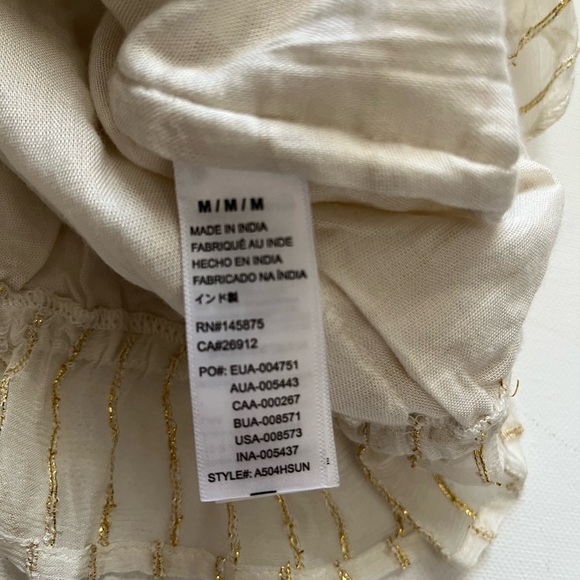 M / M / M
MADE IN INDIA
FABRIQUÉ AU INDE
HECHO EN INDIA
FABRICADO NA ÍNDIA
インド製
RN#145875
CA#26912
PO#: EUA-004751
AUA-005443
CAA-000267
BUA-008571
USA-008573
INA-005437
STYLE#: A504HSUN
1